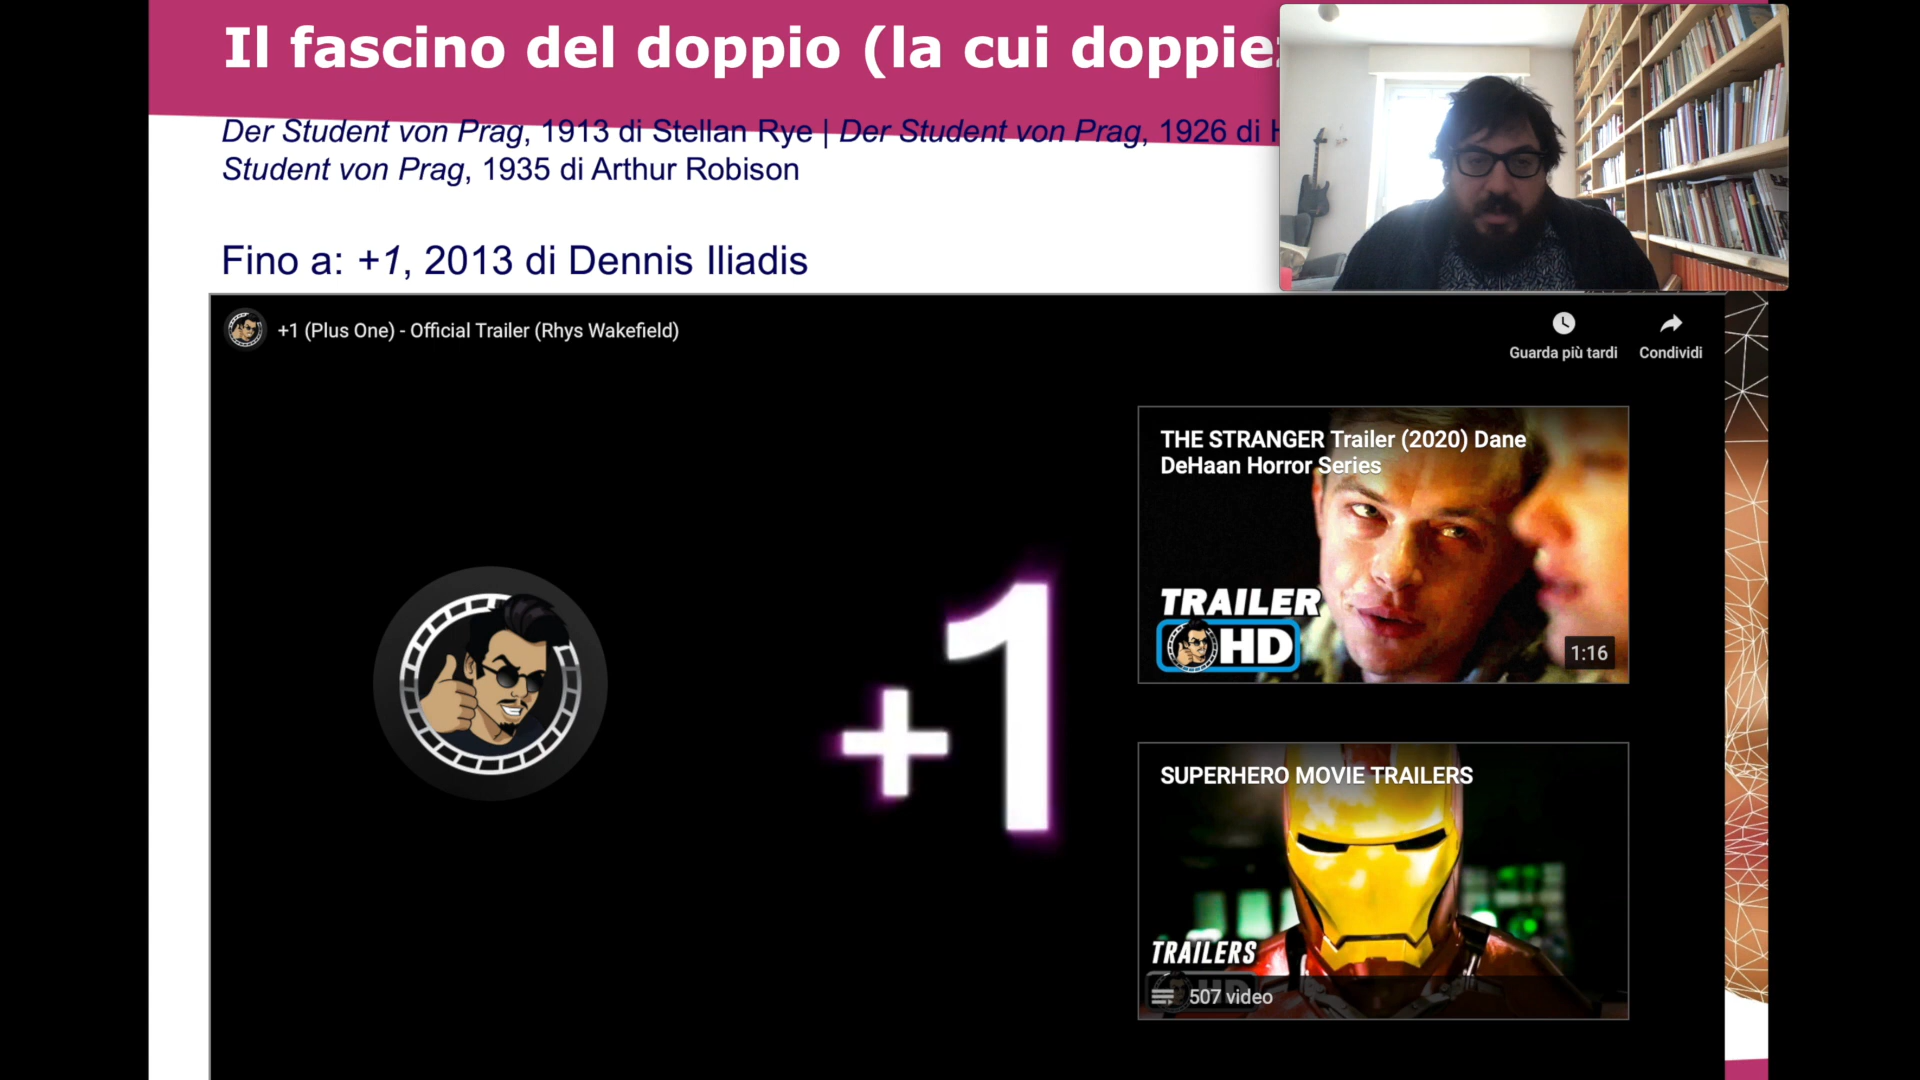 Il fascino del doppio (la cui
Der Student von Prag, 1913 di Stellan Rye | Der Student von Prag, 1926 di
Student von Prag, 1935 di Arthur Robison
Fino a: +1, 2013 di Dennis Iliadis
+1 (Plus One) - Official Trailer (Rhys Wakefield)
Guarda più tardi
Condividi
THE STRANGER Trailer (2020) Dane
DeHaan Horror Series
TRAILER
HD
1:16
+1
SUPERHERO MOVIE TRAILERS
TRAILERS
HD
507 video